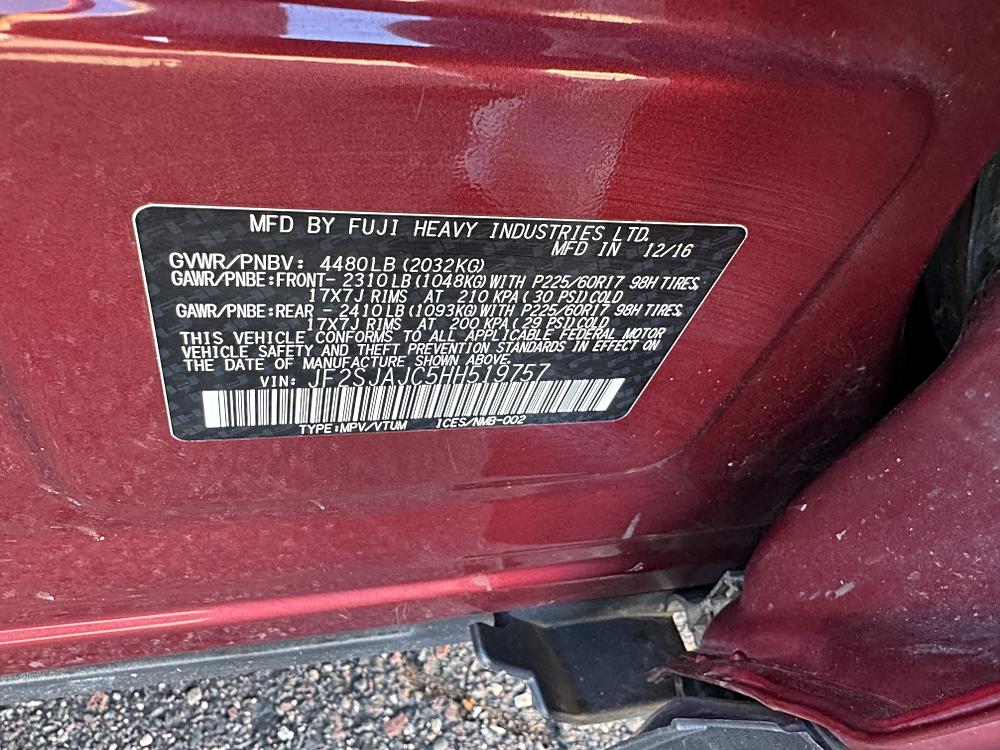 MFD BY FUJI HEAVY INDUSTRIES LTD.
MFD IN 12/16
GVWR/PNBV: 4480LB(2032KG)
GAWR/PNBE:FRONT- 2310LB(1048KG)WITH P225/60R17 98H TIRES,
17X7J RIMS AT 210 KPA( 30 PSI)COLD
GAWR/PNBE:REAR - 2410LB(1093KG)WITH P225/60R17 98H TIRES,
17X7J RIMS AT 200 KPA( 29 PSI)COLD
THIS VEHICLE CONFORMS TO ALL APPLICABLE FEDERAL MOTOR
VEHICLE SAFETY AND THEFT PREVENTION STANDARDS IN EFFECT ON
THE DATE OF MANUFACTURE SHOWN ABOVE.
VIN: JF2SJAJC5HH519757
TYPE:MPV/VTUM ICES/NMB-002